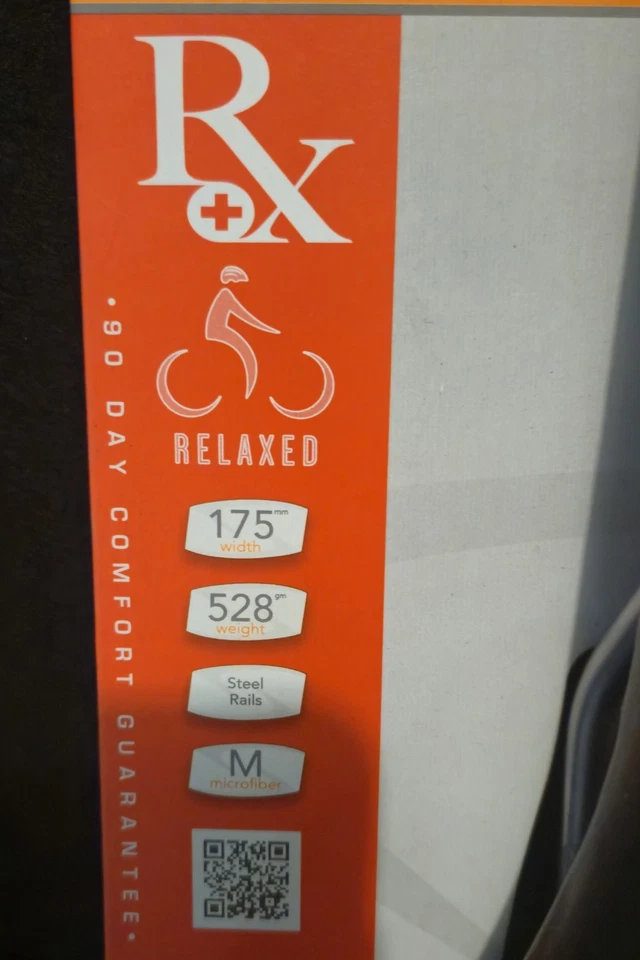 Rx
RELAXED
175mm
width
528gm
weight
Steel
Rails
M
microfiber
•90 DAY COMFORT GUARANTEE•